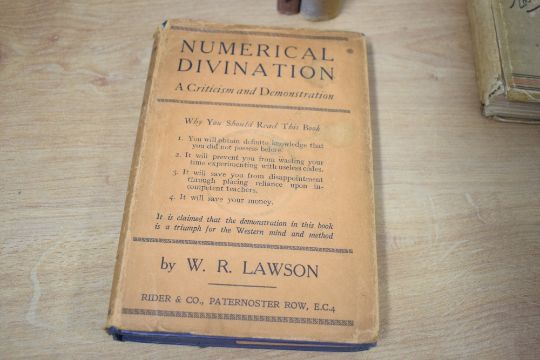 NUMERICAL
DIVINATION
A Criticism and Demonstration
Why You Should Read This Book
1. You will obtain definite knowledge that
you did not possess before.
2. It will prevent you from wasting your
time experimenting with useless codes.
3. It will save you from disappointment
through placing reliance upon in-
competent teachers.
4. It will save your money.
It is claimed that the demonstration in this book
is a triumph for the Western mind and method
by W. R. LAWSON
RIDER & CO., PATERNOSTER ROW, E.C.4